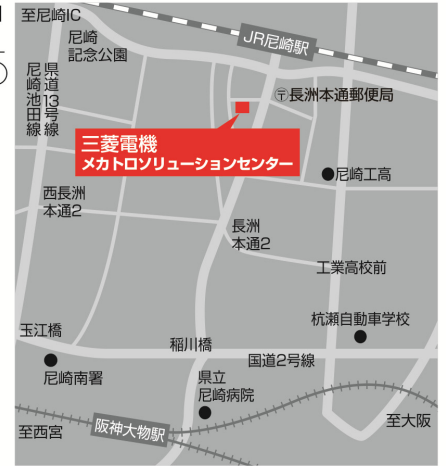 至尼崎IC
尼崎
記念公園
JR尼崎駅
県道13号線
尼崎池田線
〒長洲本通郵便局
三菱電機
メカトロソリューションセンター
尼崎工高
西長洲
本通2
長洲
本通2
工業高校前
杭瀬自動車学校
玉江橋
稲川橋
国道2号線
尼崎南署
県立
尼崎病院
至西宮
阪神大物駅
至大阪